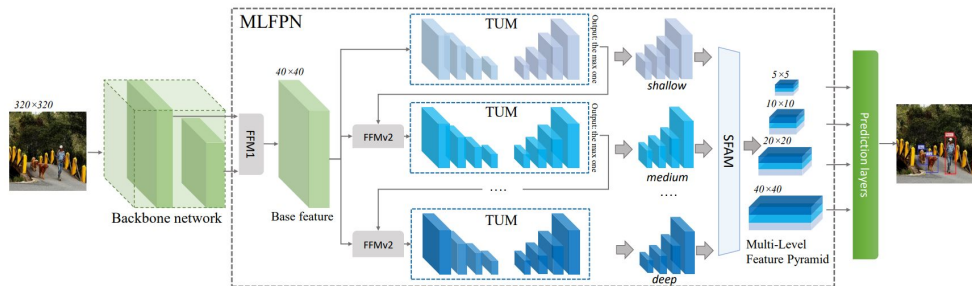 MLFPN
320×320
Backbone network
FFM1
40×40
Base feature
TUM
Output: the max one
shallow
FFMv2
TUM
Output: the max one
medium
....
....
FFMv2
TUM
deep
SFAM
5×5
10×10
20×20
40×40
Multi-Level
Feature Pyramid
Prediction layers